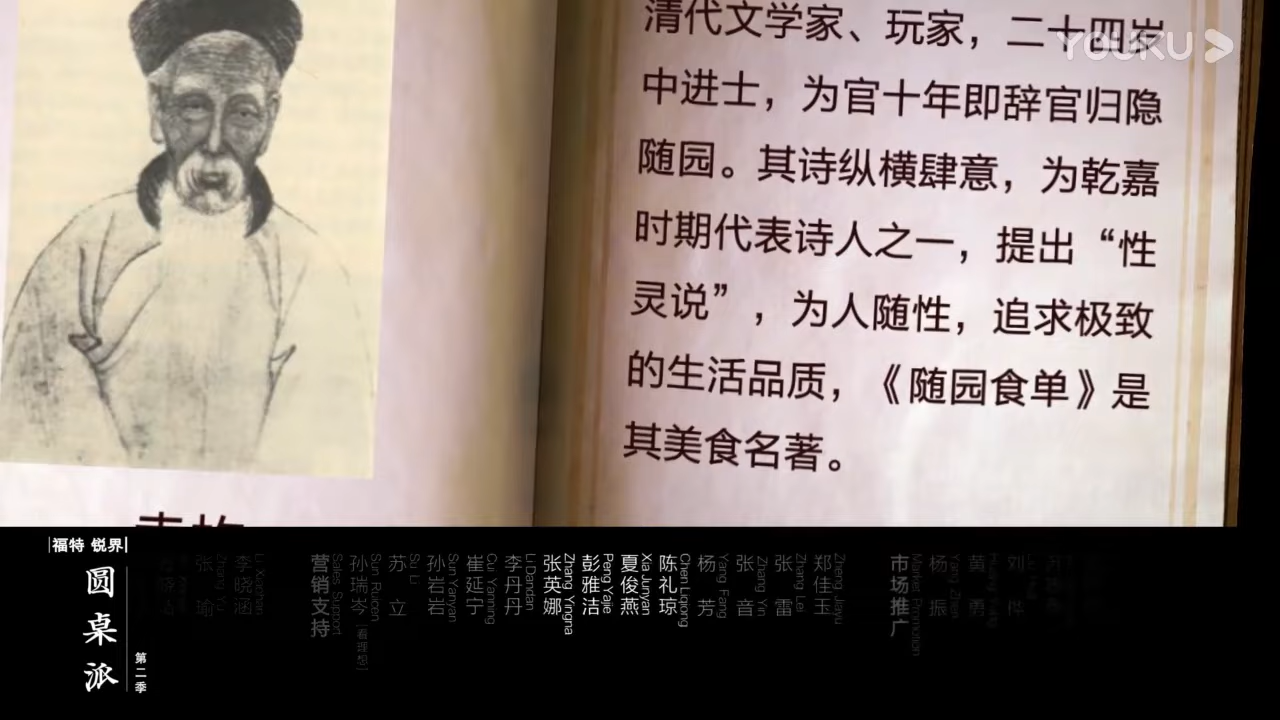 清代文学家、玩家，二十四岁
中进士，为官十年即辞官归隐
随园。其诗纵横肆意，为乾嘉
时期代表诗人之一，提出“性
灵说”，为人随性，追求极致
的生活品质，《随园食单》是
其美食名著。
YOUKU
福特 锐界
圆桌派
第二季
李晓涵
营销支持
Sales Support
孙瑞岑［看理想］
Sun Ruicen
苏立
Su Li
孙岩岩
Sun Yanyan
崔延宁
Cui Yanning
李丹丹
Li Dandan
张英娜
Zhang Yingna
彭雅洁
Peng Yajie
夏俊燕
Xia Junyan
陈礼琼
Chen Liqiong
杨芳
Yang Fang
张音
Zhang Yin
张雷
Zhang Lei
郑佳玉
Zheng Jiayu
市场推广
Market Promotion
杨振
Yang Zhen
黄勇